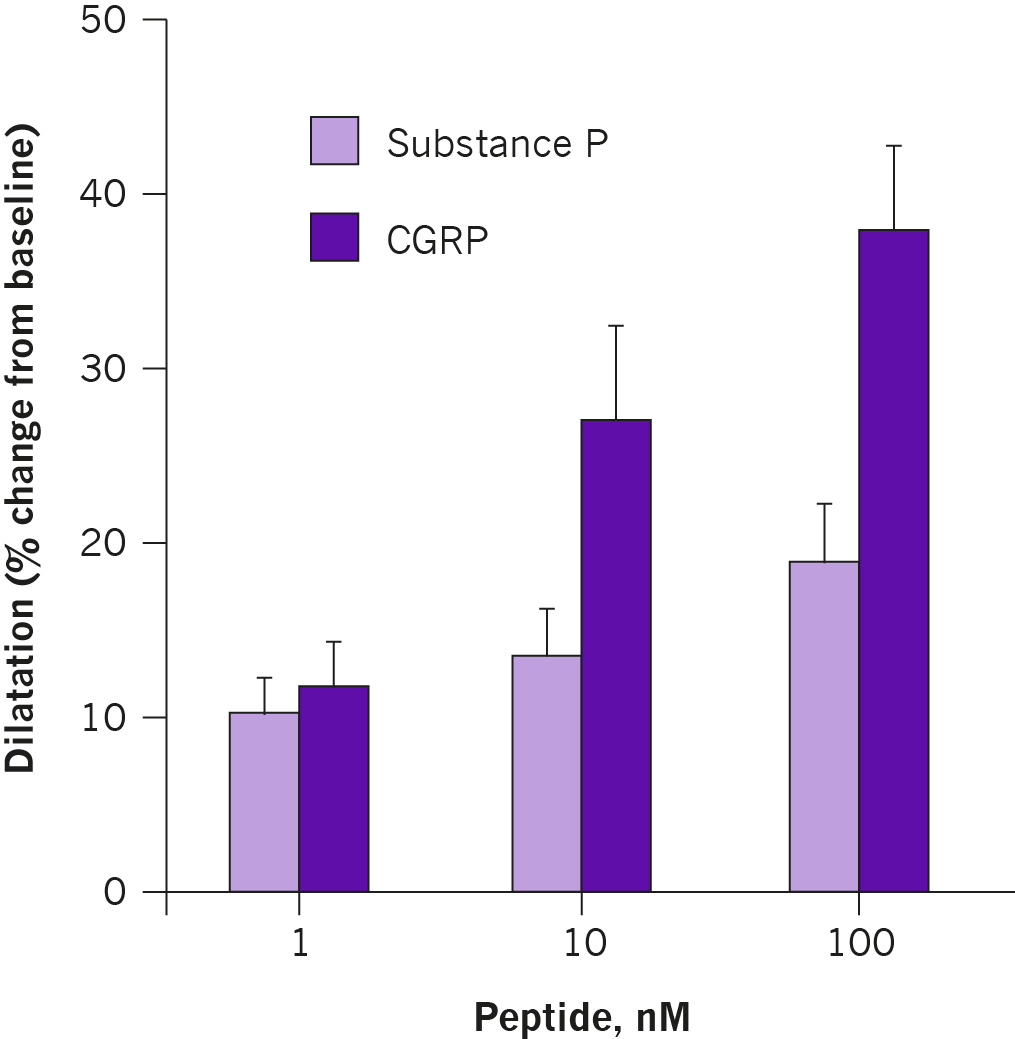 Dilatation (% change from baseline)
50
40
30
20
10
0
Substance P
CGRP
1
10
100
Peptide, nM